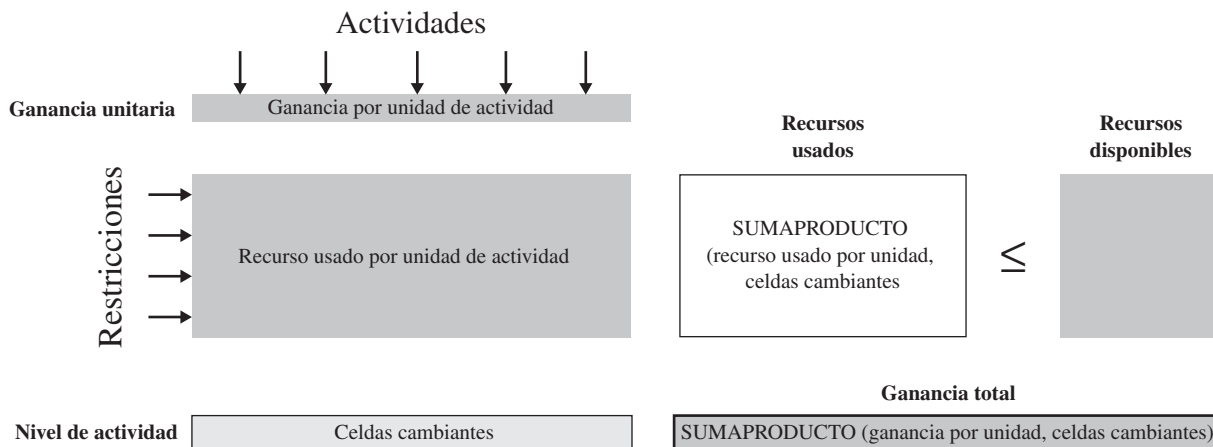 Actividades
Ganancia unitaria
Ganancia por unidad de actividad
Recursos
usados
Recursos
disponibles
Restricciones
Recurso usado por unidad de actividad
SUMAPRODUCTO
(recurso usado por unidad,
celdas cambiantes
≤
Ganancia total
Nivel de actividad
Celdas cambiantes
SUMAPRODUCTO (ganancia por unidad, celdas cambiantes)